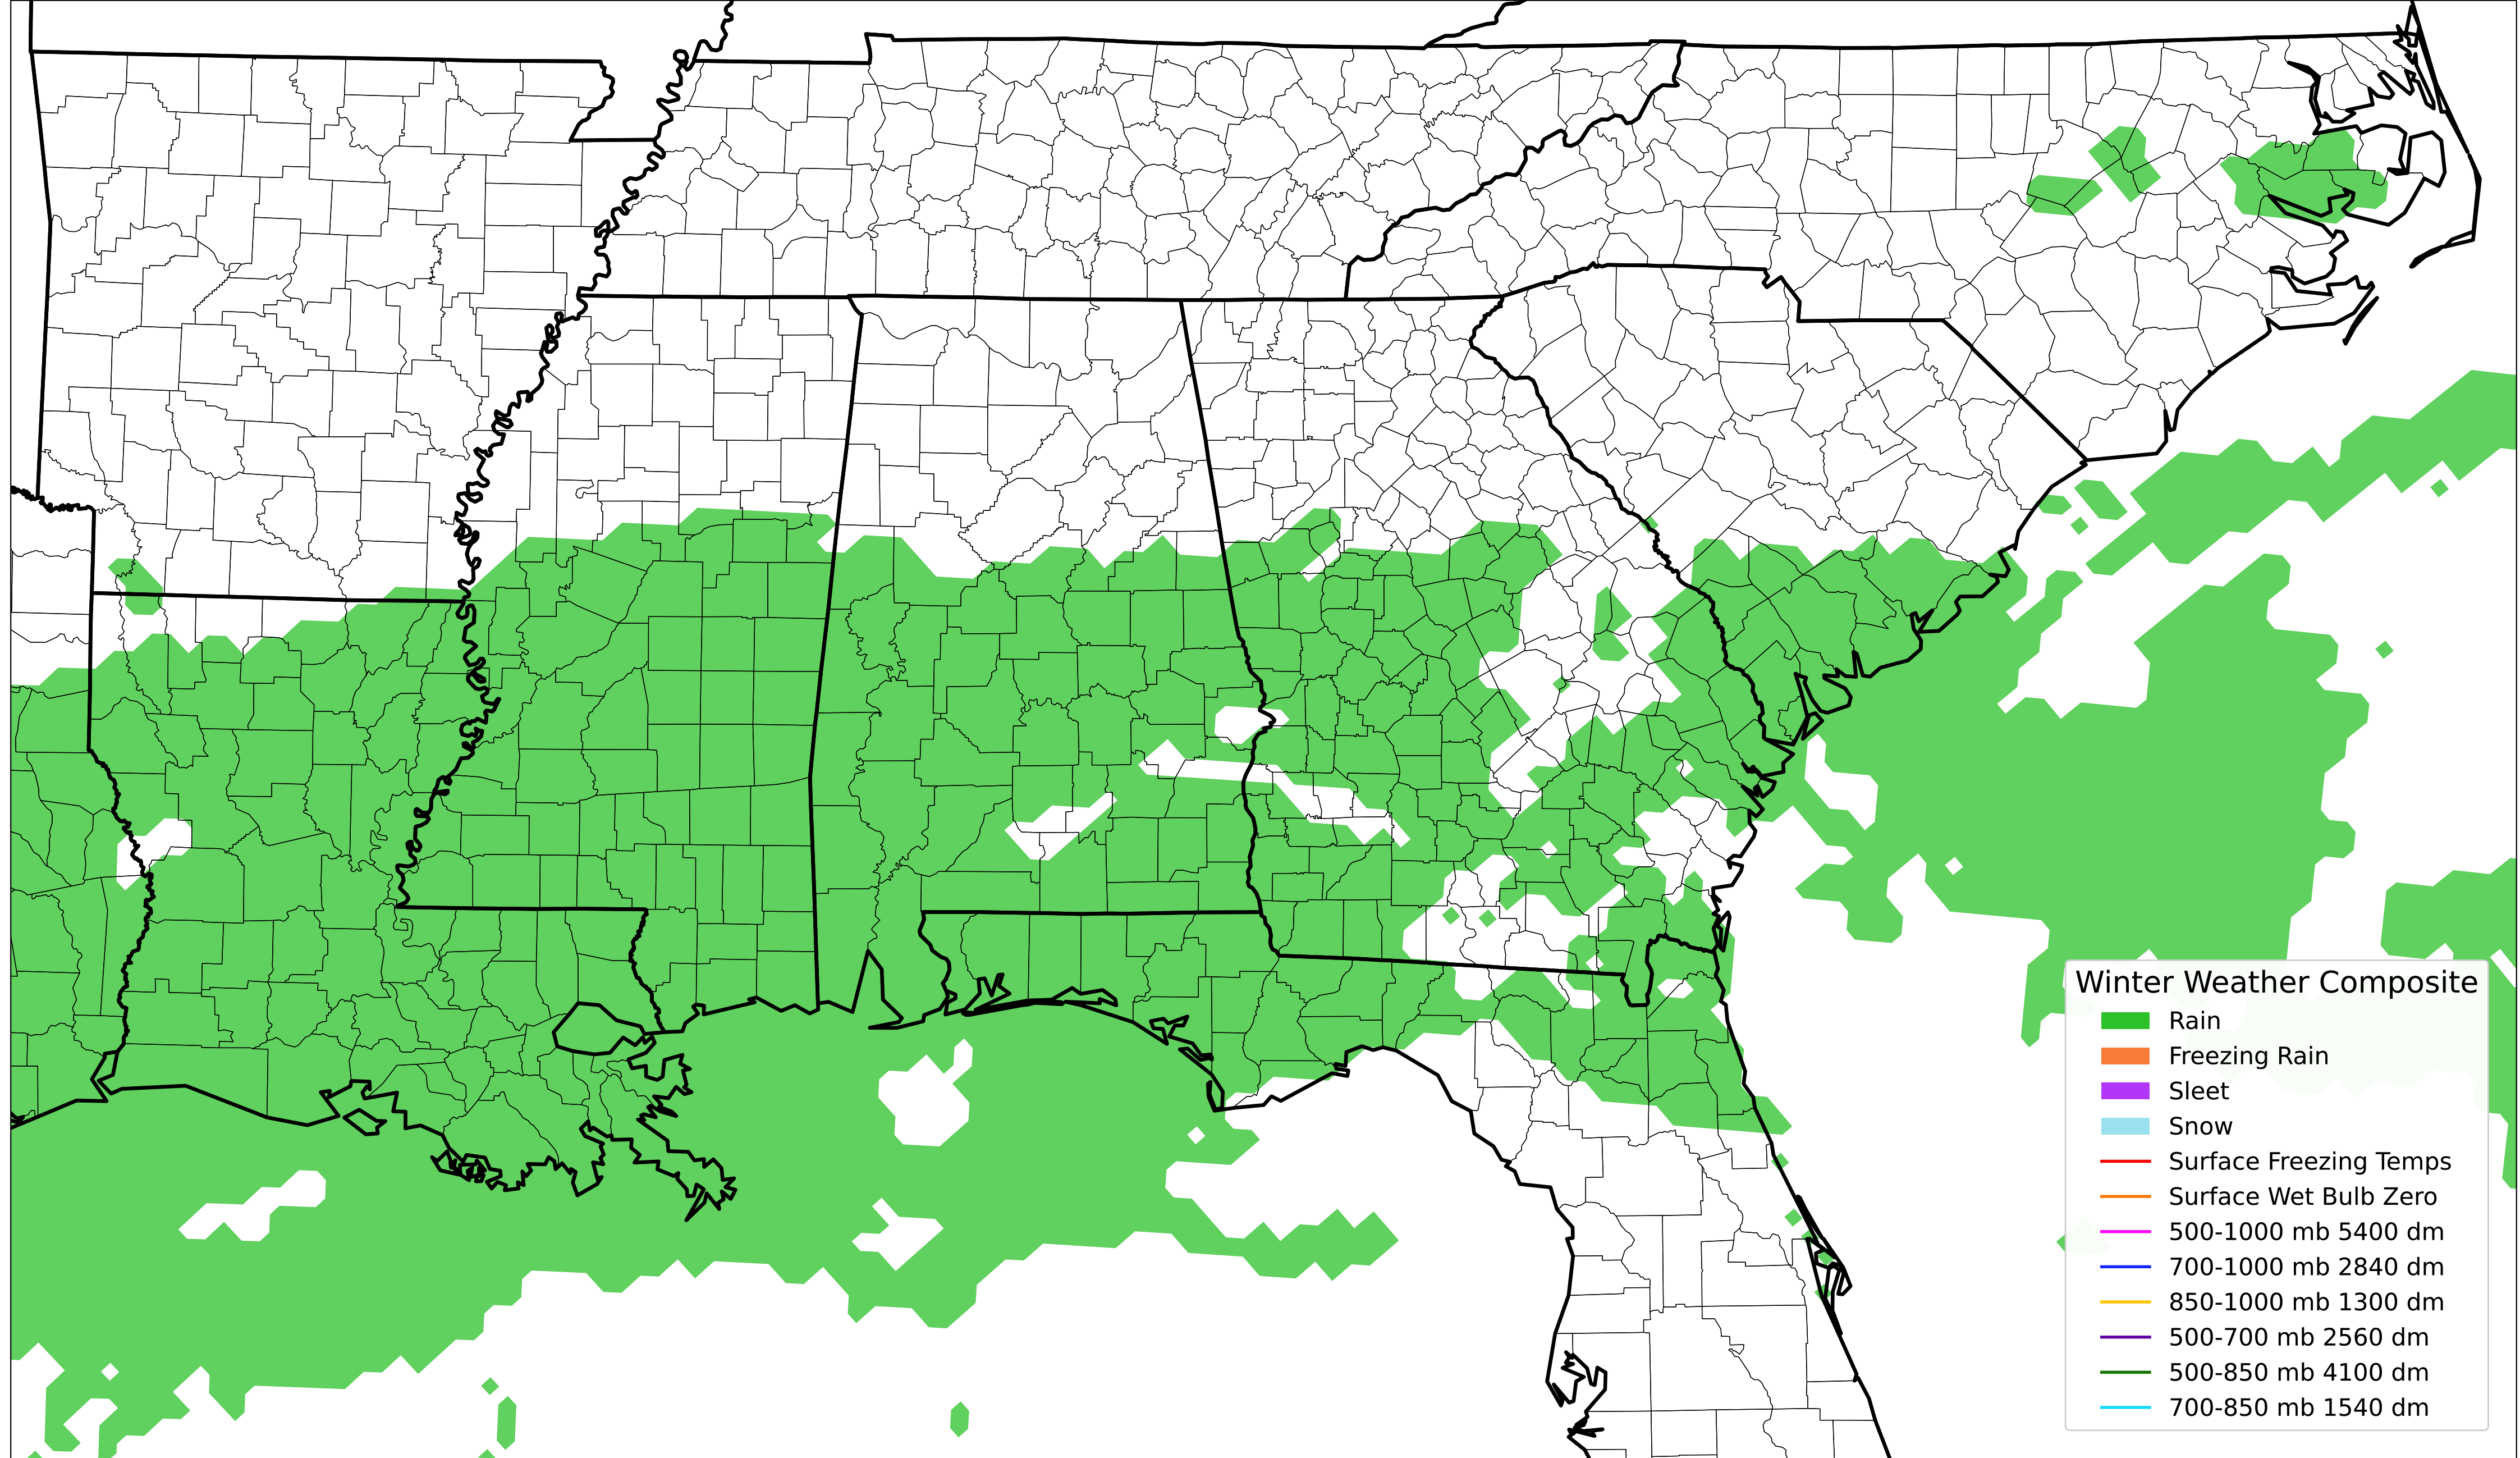 Winter Weather Composite
Rain
Freezing Rain
Sleet
Snow
Surface Freezing Temps
Surface Wet Bulb Zero
500-1000 mb 5400 dm
700-1000 mb 2840 dm
850-1000 mb 1300 dm
500-700 mb 2560 dm
500-850 mb 4100 dm
700-850 mb 1540 dm